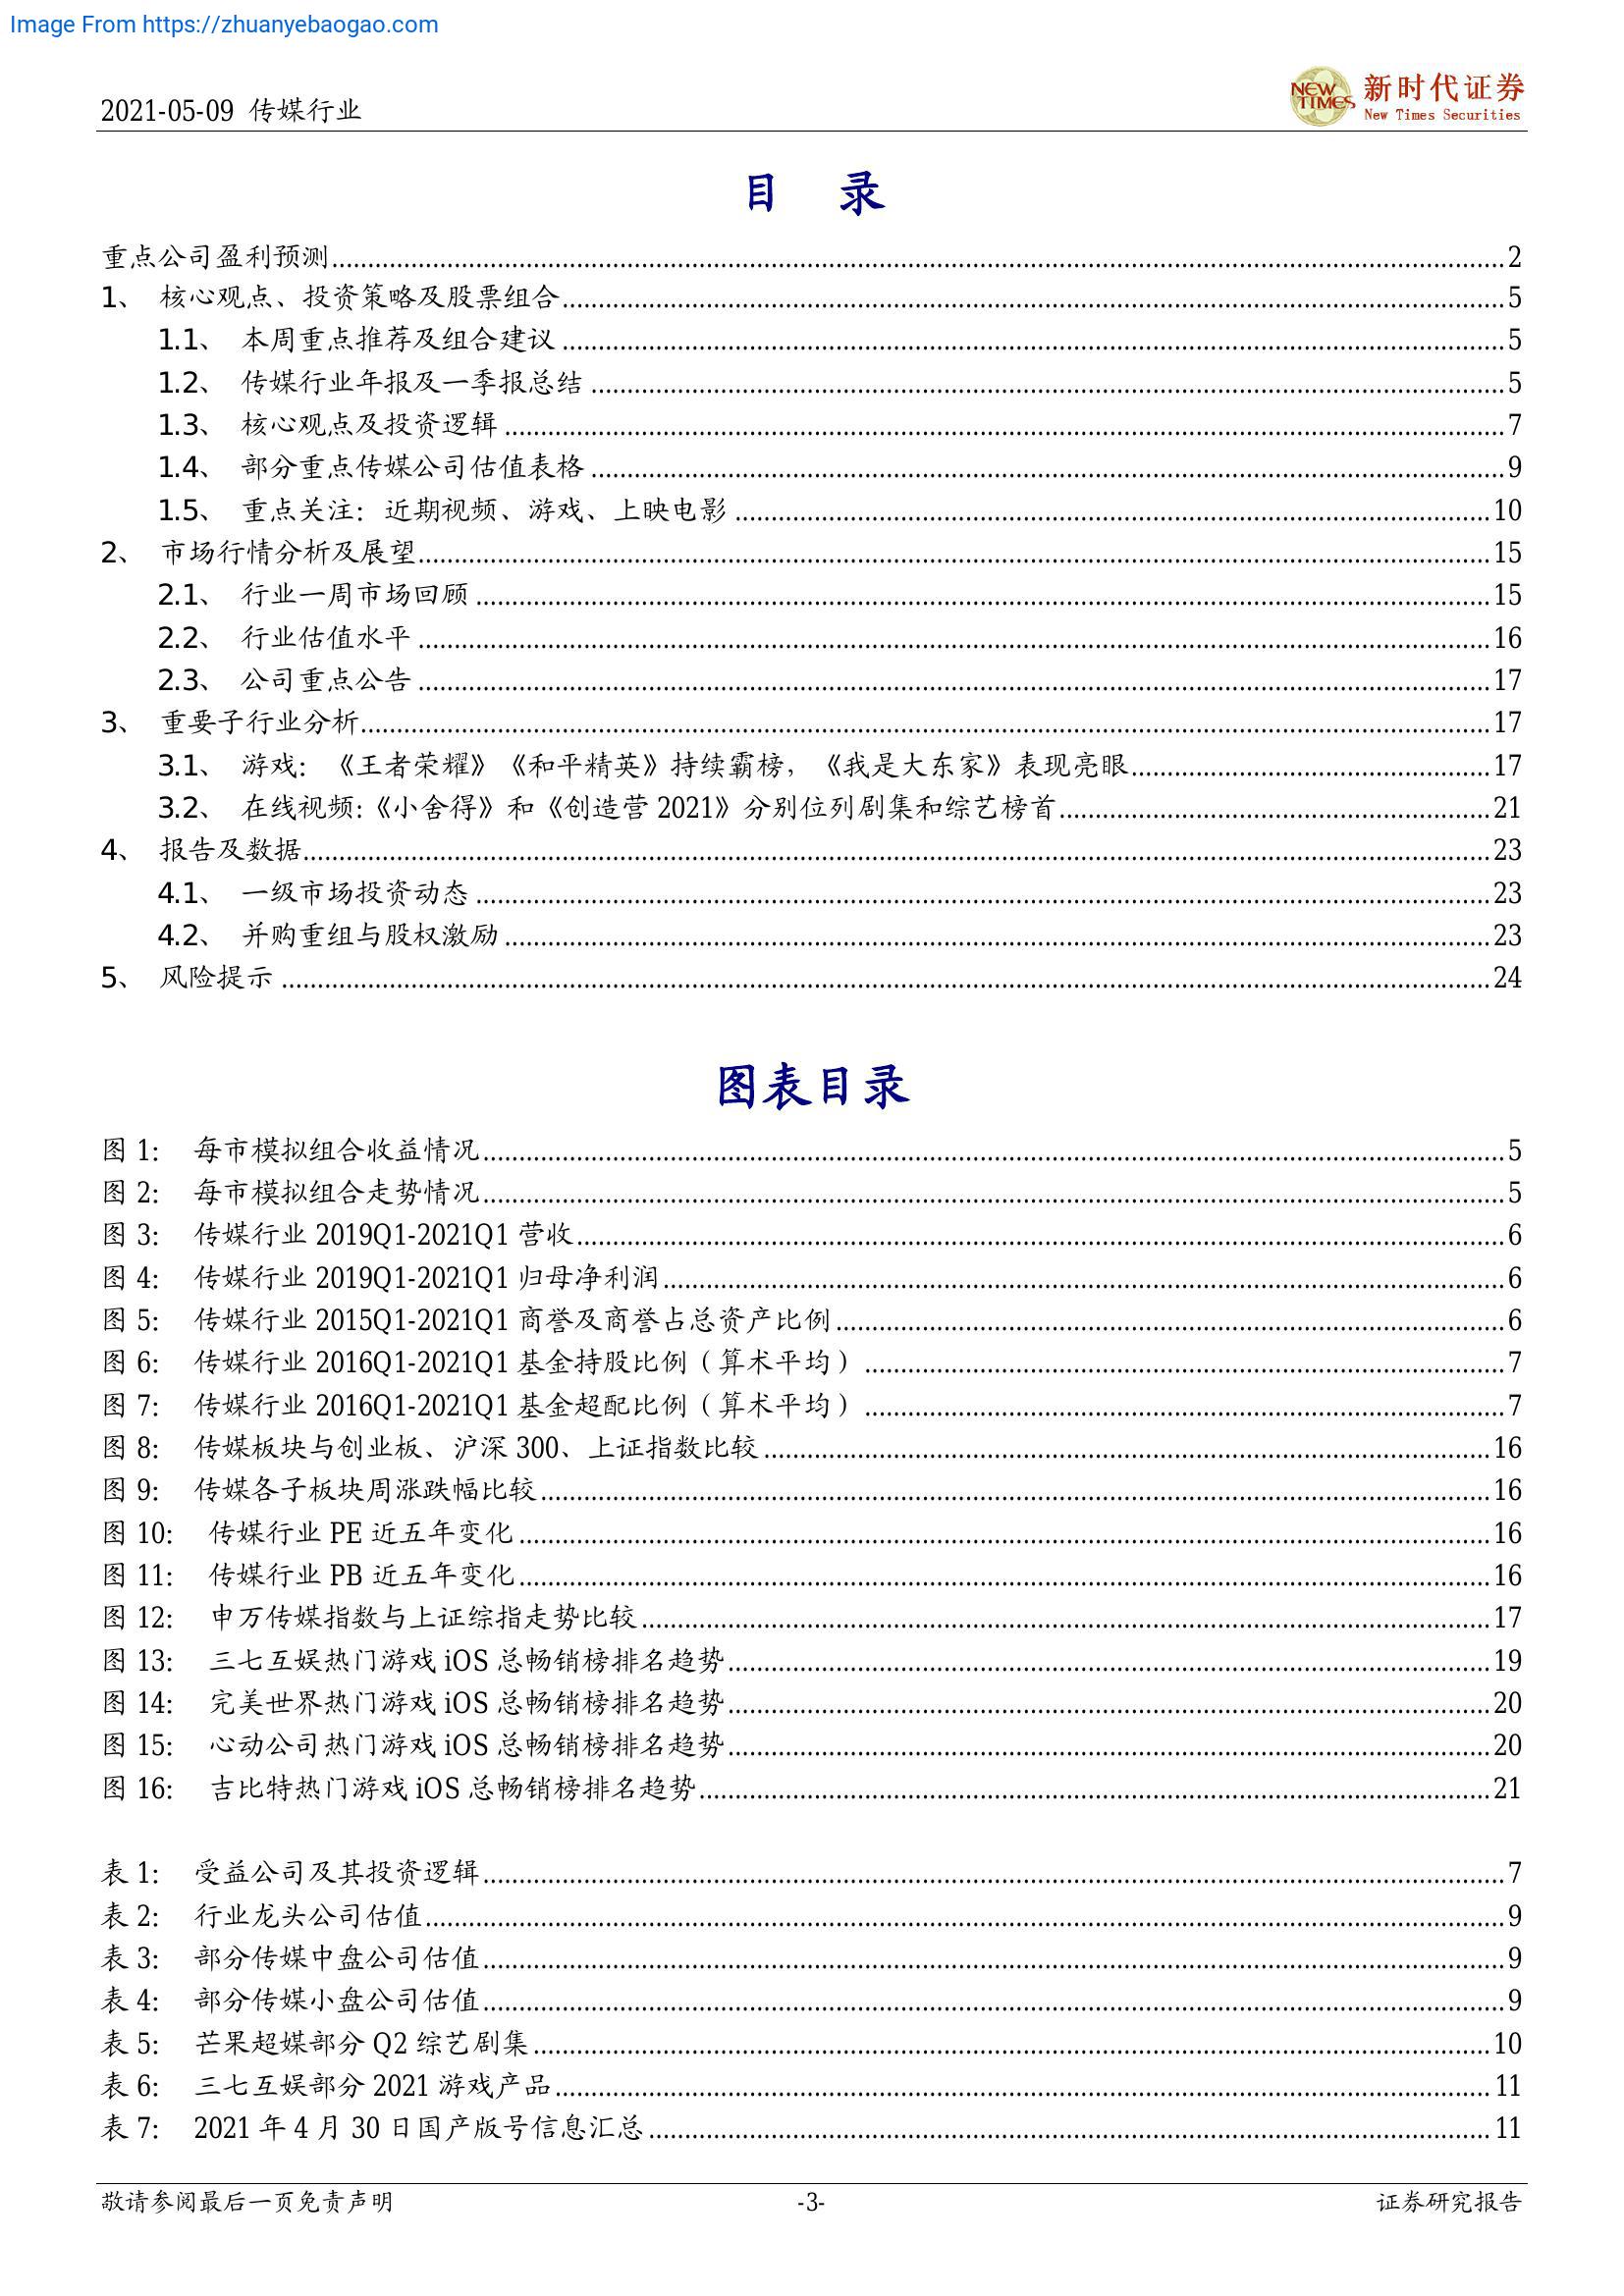 Image From https://zhuanyebaogao.com
2021-05-09 传媒行业
NEW TIMES
新时代证券
New Times Securities
目 录
重点公司盈利预测 2
1、 核心观点、投资策略及股票组合 5
1.1、 本周重点推荐及组合建议 5
1.2、 传媒行业年报及一季报总结 5
1.3、 核心观点及投资逻辑 7
1.4、 部分重点传媒公司估值表格 9
1.5、 重点关注：近期视频、游戏、上映电影 10
2、 市场行情分析及展望 15
2.1、 行业一周市场回顾 15
2.2、 行业估值水平 16
2.3、 公司重点公告 17
3、 重要子行业分析 17
3.1、 游戏：《王者荣耀》《和平精英》持续霸榜，《我是大东家》表现亮眼 17
3.2、 在线视频:《小舍得》和《创造营 2021》分别位列剧集和综艺榜首 21
4、 报告及数据 23
4.1、 一级市场投资动态 23
4.2、 并购重组与股权激励 23
5、 风险提示 24
图表目录
图 1: 每市模拟组合收益情况 5
图 2: 每市模拟组合走势情况 5
图 3: 传媒行业 2019Q1-2021Q1 营收 6
图 4: 传媒行业 2019Q1-2021Q1 归母净利润 6
图 5: 传媒行业 2015Q1-2021Q1 商誉及商誉占总资产比例 6
图 6: 传媒行业 2016Q1-2021Q1 基金持股比例（算术平均） 7
图 7: 传媒行业 2016Q1-2021Q1 基金超配比例（算术平均） 7
图 8: 传媒板块与创业板、沪深 300、上证指数比较 16
图 9: 传媒各子板块周涨跌幅比较 16
图 10: 传媒行业 PE 近五年变化 16
图 11: 传媒行业 PB 近五年变化 16
图 12: 申万传媒指数与上证综指走势比较 17
图 13: 三七互娱热门游戏 iOS 总畅销榜排名趋势 19
图 14: 完美世界热门游戏 iOS 总畅销榜排名趋势 20
图 15: 心动公司热门游戏 iOS 总畅销榜排名趋势 20
图 16: 吉比特热门游戏 iOS 总畅销榜排名趋势 21
表 1: 受益公司及其投资逻辑 7
表 2: 行业龙头公司估值 9
表 3: 部分传媒中盘公司估值 9
表 4: 部分传媒小盘公司估值 9
表 5: 芒果超媒部分 Q2 综艺剧集 10
表 6: 三七互娱部分 2021 游戏产品 11
表 7: 2021 年 4 月 30 日国产版号信息汇总 11
敬请参阅最后一页免责声明 -3- 证券研究报告